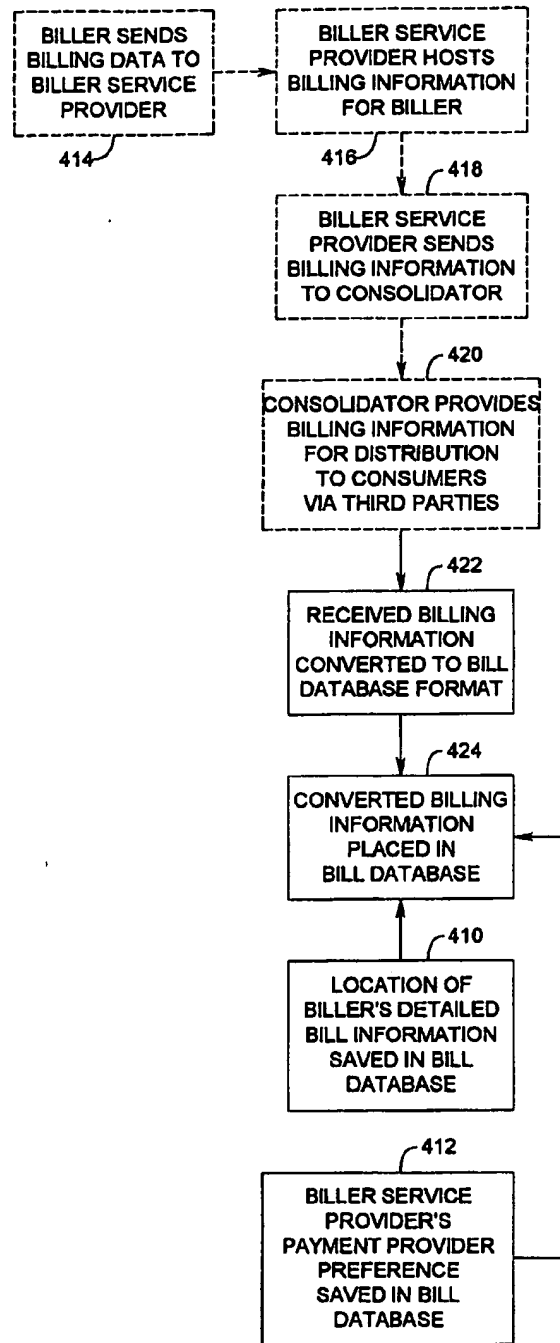 BILLER SENDS
BILLING DATA TO
BILLER SERVICE
PROVIDER
414
BILLER SERVICE
PROVIDER HOSTS
BILLING INFORMATION
FOR BILLER
416
418
BILLER SERVICE
PROVIDER SENDS
BILLING INFORMATION
TO CONSOLIDATOR
420
CONSOLIDATOR PROVIDES
BILLING INFORMATION
FOR DISTRIBUTION
TO CONSUMERS
VIA THIRD PARTIES
422
RECEIVED BILLING
INFORMATION
CONVERTED TO BILL
DATABASE FORMAT
424
CONVERTED BILLING
INFORMATION
PLACED IN
BILL DATABASE
410
LOCATION OF
BILLER'S DETAILED
BILL INFORMATION
SAVED IN BILL
DATABASE
412
BILLER SERVICE
PROVIDER'S
PAYMENT PROVIDER
PREFERENCE
SAVED IN BILL
DATABASE